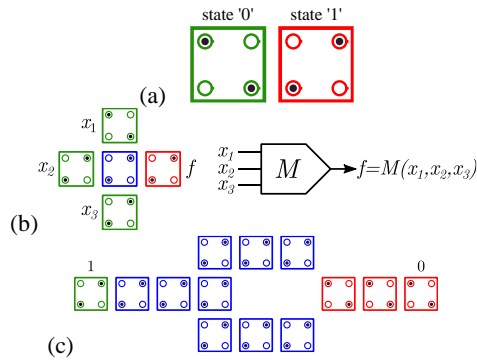 state '0' state '1'
(a)
x1
x2 f
x3
x1
x2 M f=M(x1,x2,x3)
x3
(b)
1 0
(c)